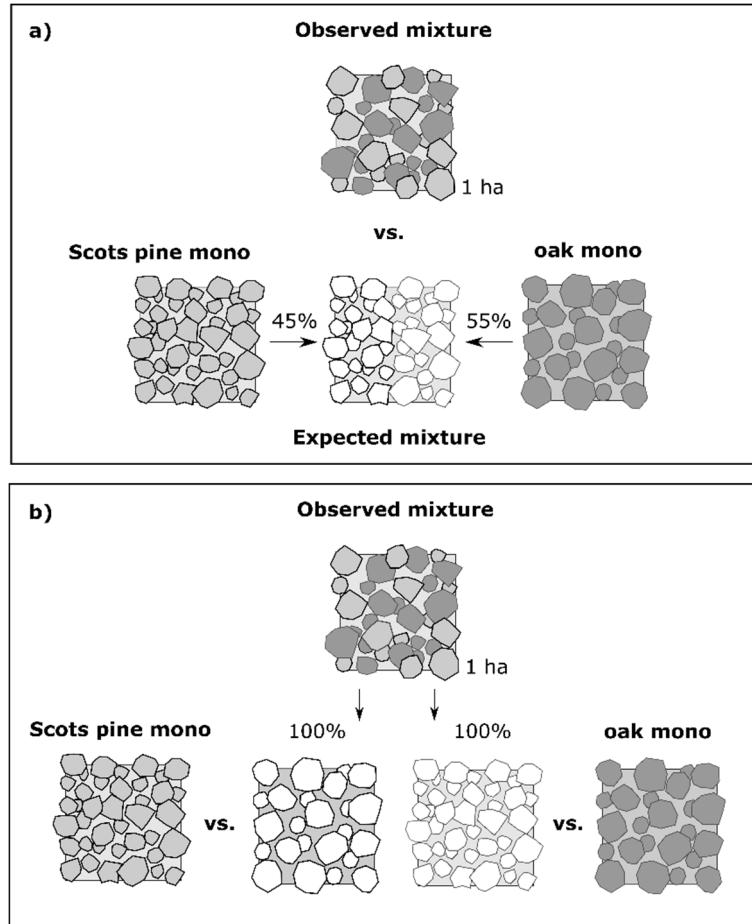 a)
Observed mixture
1 ha
vs.
Scots pine mono
oak mono
45%
55%
Expected mixture
b)
Observed mixture
1 ha
Scots pine mono
100%
100%
oak mono
vs.
vs.